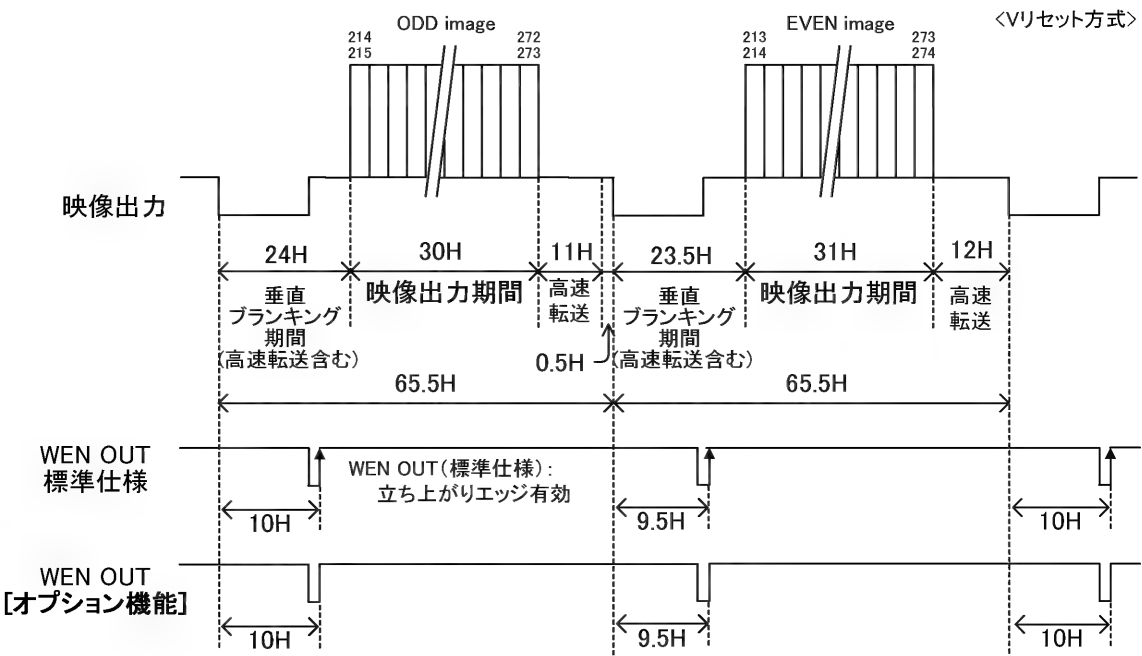 <Vリセット方式>
ODD image
EVEN image
214
215
272
273
213
214
273
274
映像出力
24H
30H
11H
23.5H
31H
12H
垂直
ブランキング
期間
(高速転送含む)
映像出力期間
高速
転送
垂直
ブランキング
期間
(高速転送含む)
映像出力期間
高速
転送
0.5H
65.5H
65.5H
WEN OUT
標準仕様
WEN OUT(標準仕様):
立ち上がりエッジ有効
10H
9.5H
10H
WEN OUT
[オプション機能]
10H
9.5H
10H